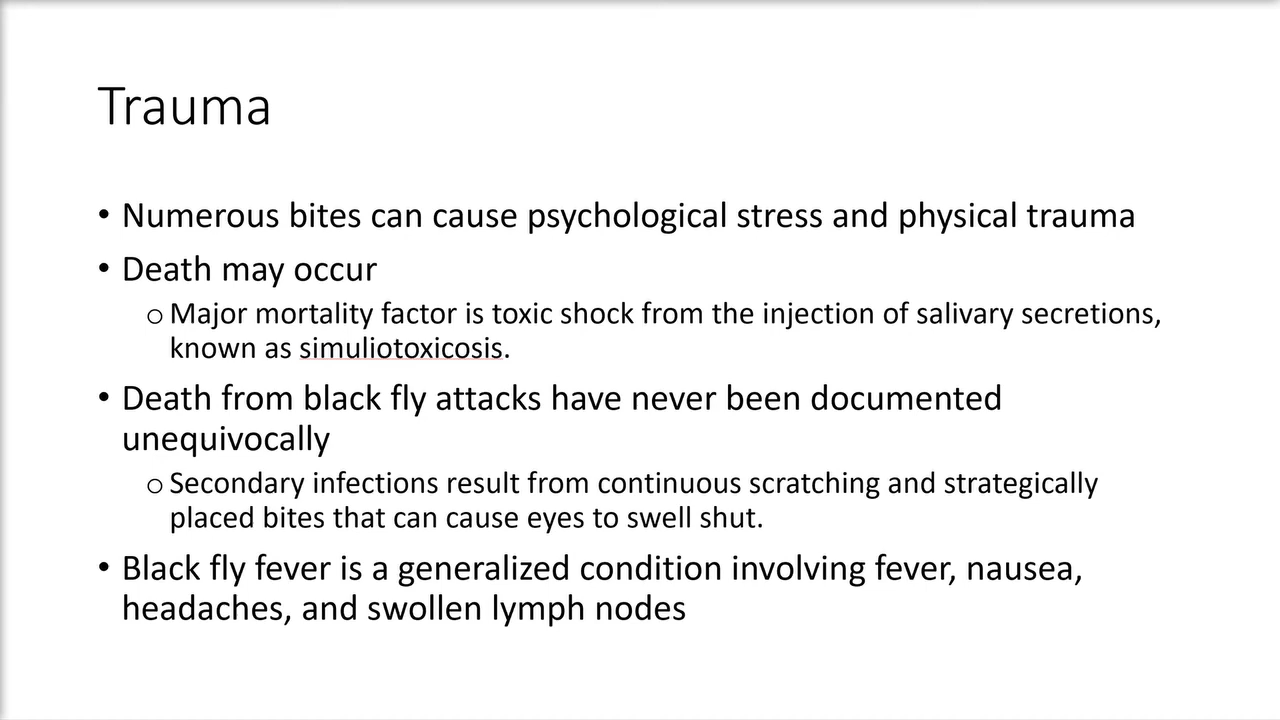 Trauma
• Numerous bites can cause psychological stress and physical trauma
• Death may occur
o Major mortality factor is toxic shock from the injection of salivary secretions,
known as simuliotoxicosis.
• Death from black fly attacks have never been documented
unequivocally
o Secondary infections result from continuous scratching and strategically
placed bites that can cause eyes to swell shut.
• Black fly fever is a generalized condition involving fever, nausea,
headaches, and swollen lymph nodes